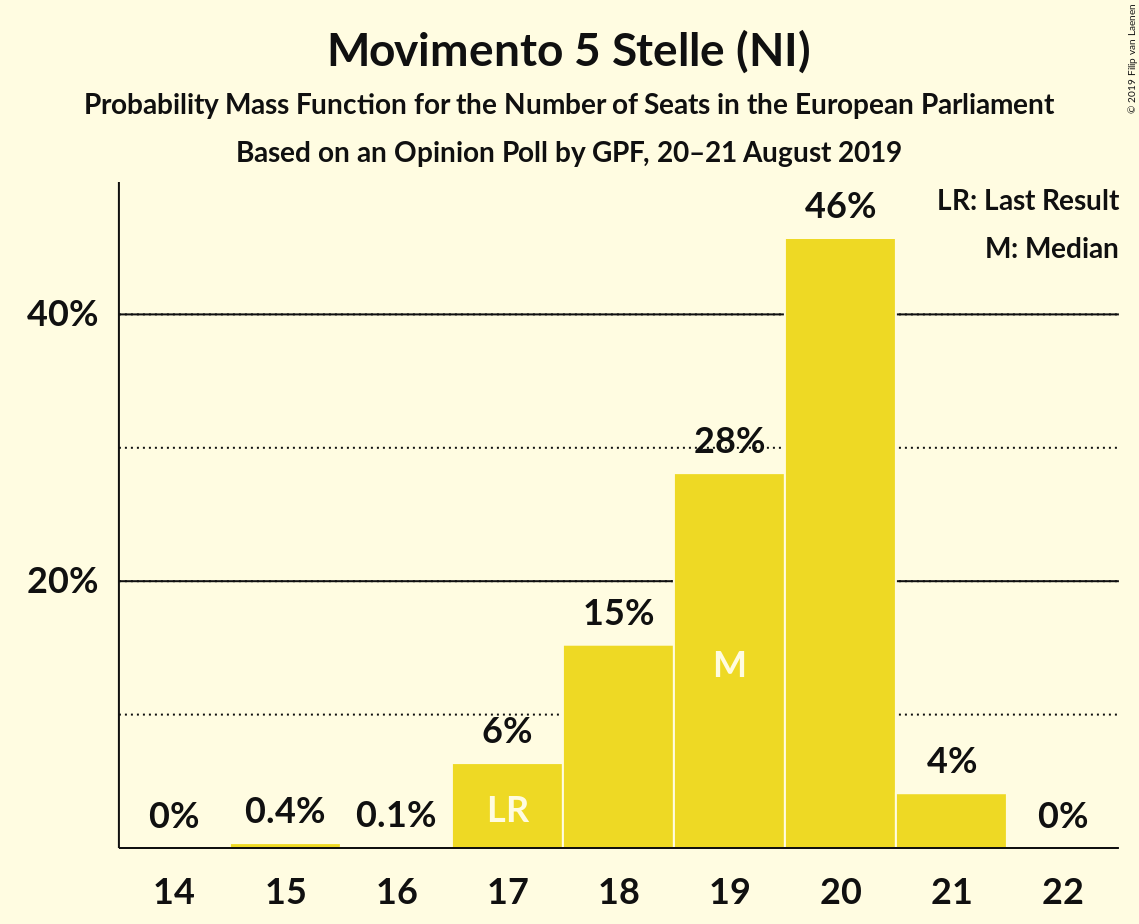 Movimento 5 Stelle (NI)
Probability Mass Function for the Number of Seats in the European Parliament
Based on an Opinion Poll by GPF, 20–21 August 2019
© 2019 Filip van Laenen
LR: Last Result
M: Median
46%
40%
28%
20%
15%
M
6%
4%
LR
0%
0.4%
0.1%
0%
14 15 16 17 18 19 20 21 22